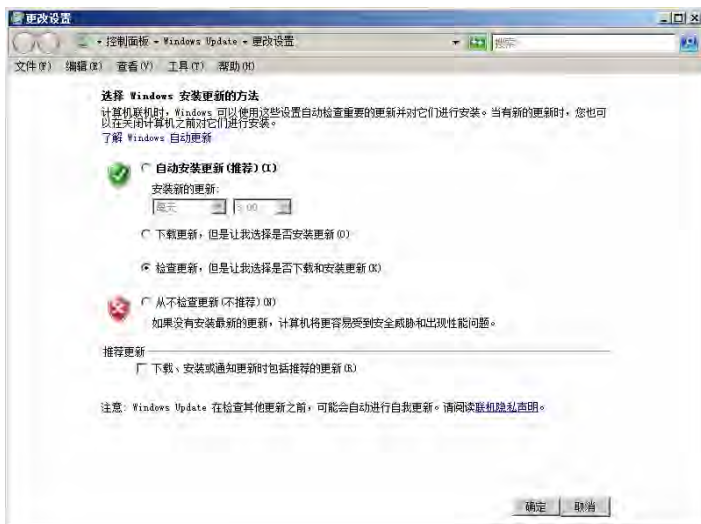 更改设置
控制面板 - Windows Update - 更改设置
搜索
文件(F) 编辑(E) 查看(V) 工具(T) 帮助(H)
选择 Windows 安装更新的方法
计算机联机时，Windows 可以使用这些设置自动检查重要的更新并对它们进行安装。当有新的更新时，您也可
以在关闭计算机之前对它们进行安装。
了解 Windows 自动更新
自动安装更新(推荐)(I)
安装新的更新:
每天 3:00
下载更新，但是让我选择是否安装更新(O)
检查更新，但是让我选择是否下载和安装更新(K)
从不检查更新(不推荐)(N)
如果没有安装最新的更新，计算机将更容易受到安全威胁和出现性能问题。
推荐更新
下载、安装或通知更新时包括推荐的更新(R)
注意: Windows Update 在检查其他更新之前，可能会自动进行自我更新。请阅读联机隐私声明。
确定 取消